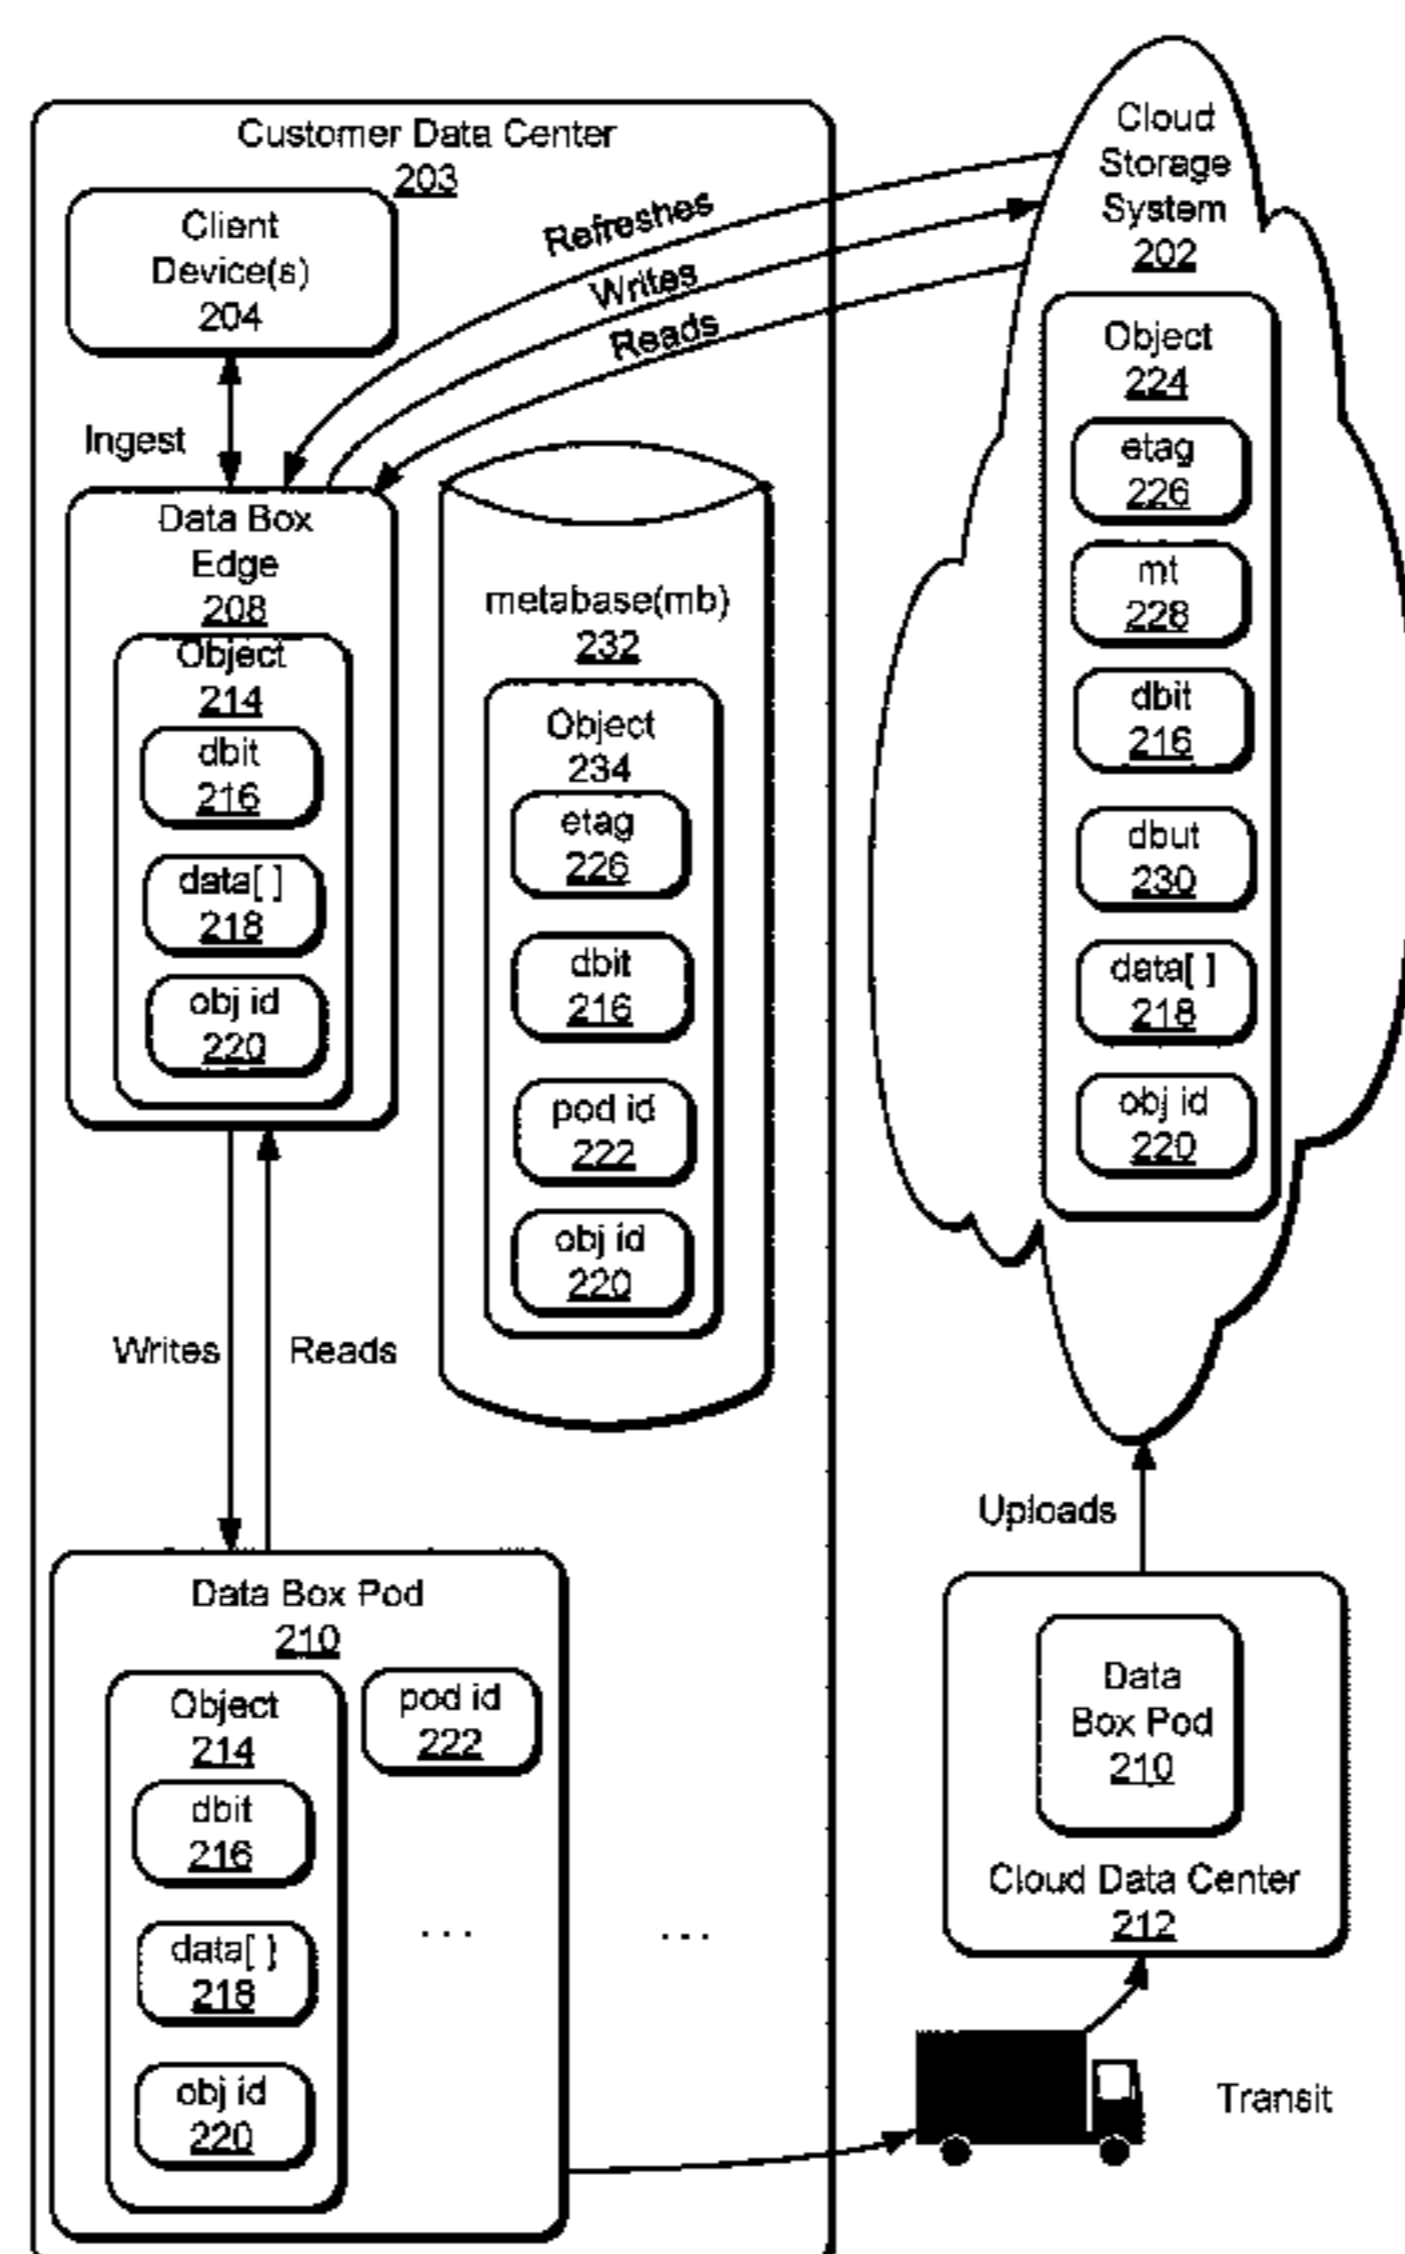 Customer Data Center
203
Client
Device(s)
204
Ingest
Refreshes
Writes
Reads
Data Box
Edge
208
Object
214
dbit
216
data[ ]
218
obj id
220
metabase(mb)
232
Object
234
etag
226
dbit
216
pod id
222
obj id
220
Cloud
Storage
System
202
Object
224
etag
226
mt
228
dbit
216
dbut
230
data[ ]
218
obj id
220
Writes
Reads
Data Box Pod
210
Object
214
dbit
216
data[ ]
218
obj id
220
pod id
222
...
...
Uploads
Data
Box Pod
210
Cloud Data Center
212
Transit